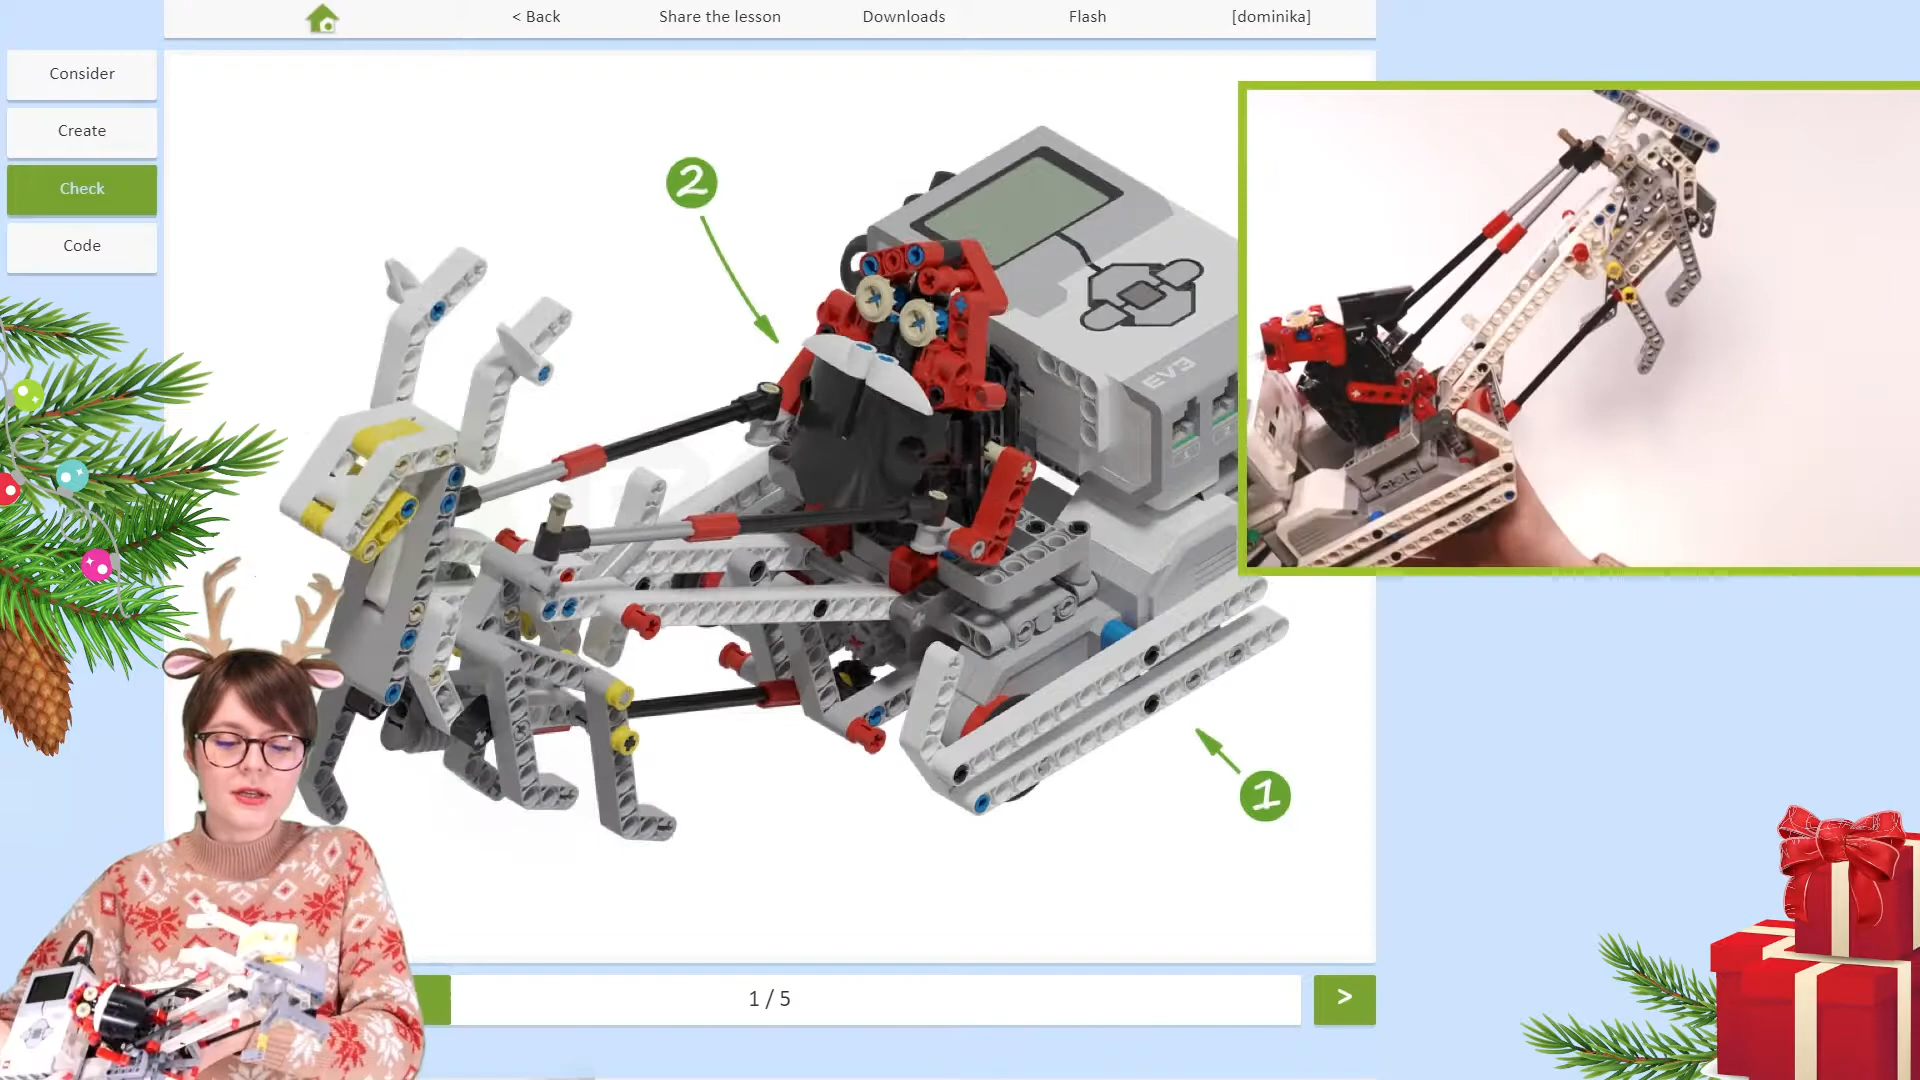 < Back
Share the lesson
Downloads
Flash
[dominika]
Consider
Create
Check
Code
2
EV3
1
1 / 5
>